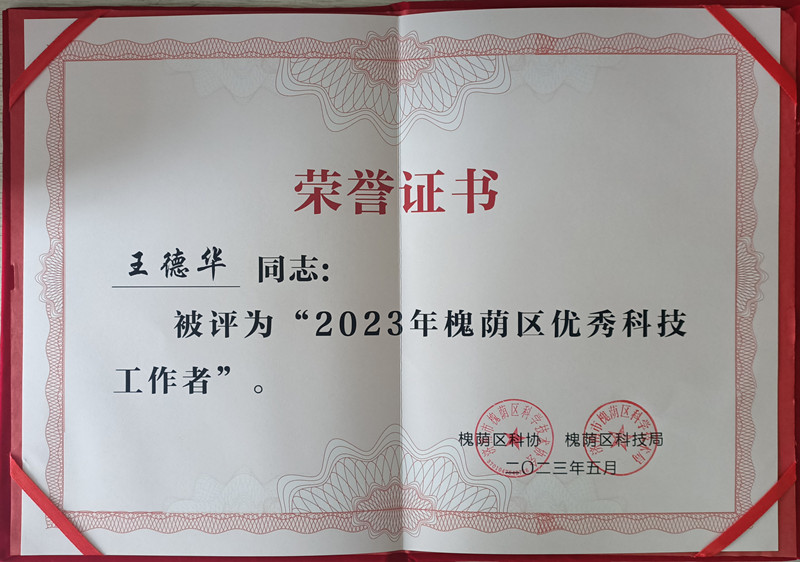 荣誉证书
王德华 同志：
被评为“2023年槐荫区优秀科技
工作者”。
槐荫区科协 槐荫区科技局
二〇二三年五月